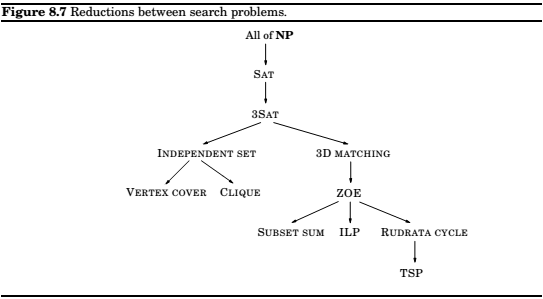 Figure 8.7 Reductions between search problems.
All of NP
SAT
3SAT
INDEPENDENT SET 3D MATCHING
VERTEX COVER CLIQUE ZOE
SUBSET SUM ILP RUDRATA CYCLE
TSP